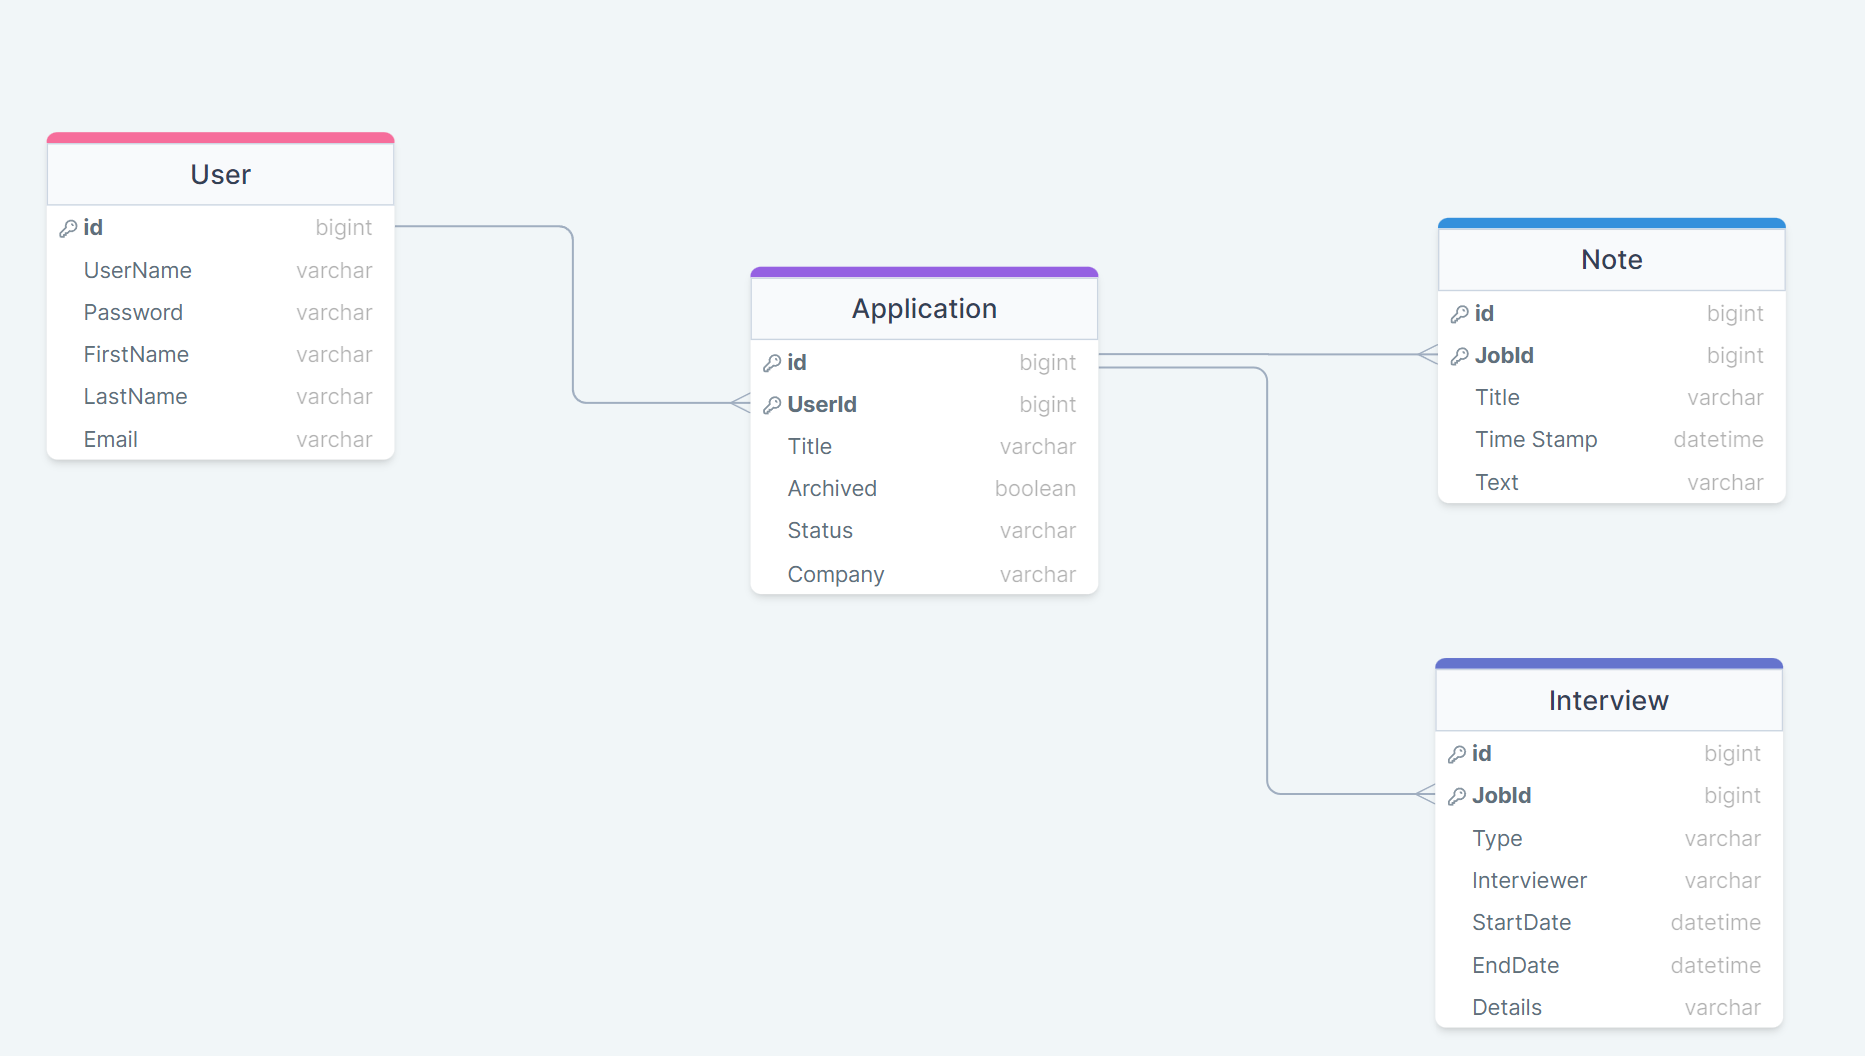 User
id bigint
UserName varchar
Password varchar
FirstName varchar
LastName varchar
Email varchar
Application
id bigint
UserId bigint
Title varchar
Archived boolean
Status varchar
Company varchar
Note
id bigint
JobId bigint
Title varchar
Time Stamp datetime
Text varchar
Interview
id bigint
JobId bigint
Type varchar
Interviewer varchar
StartDate datetime
EndDate datetime
Details varchar